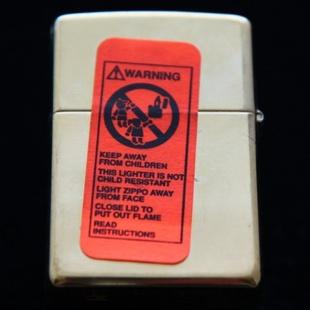 WARNING
KEEP AWAY
FROM CHILDREN
THIS LIGHTER IS NOT
CHILD RESISTANT
LIGHT ZIPPO AWAY
FROM FACE
CLOSE LID TO
PUT OUT FLAME
READ
INSTRUCTIONS